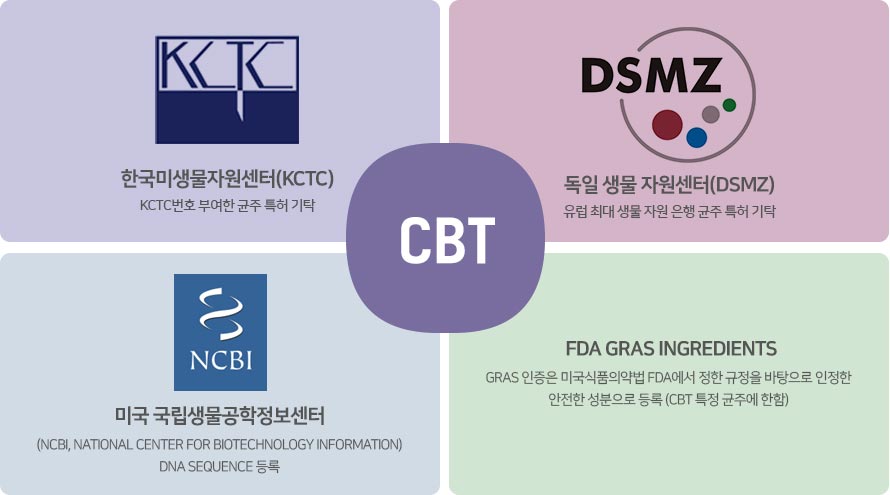 KCTC
한국미생물자원센터(KCTC)
KCTC번호 부여한 균주 특허 기탁
DSMZ
독일 생물 자원센터(DSMZ)
유럽 최대 생물 자원 은행 균주 특허 기탁
CBT
NCBI
미국 국립생물공학정보센터
(NCBI, NATIONAL CENTER FOR BIOTECHNOLOGY INFORMATION)
DNA SEQUENCE 등록
FDA GRAS INGREDIENTS
GRAS 인증은 미국식품의약법 FDA에서 정한 규정을 바탕으로 인정한
안전한 성분으로 등록 (CBT 특정 균주에 한함)